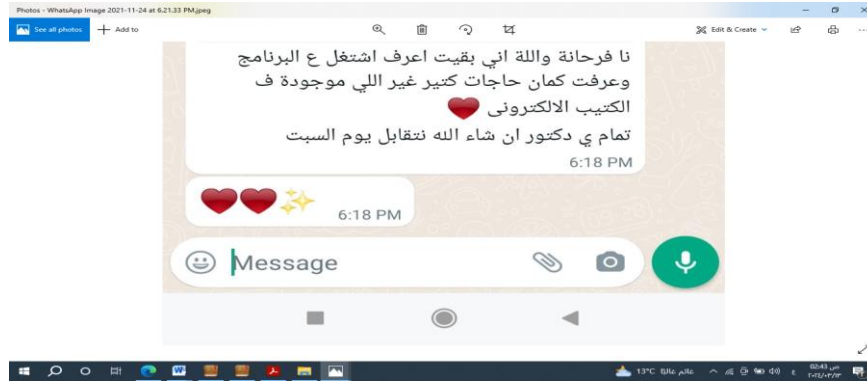 Photos - WhatsApp Image 2021-11-24 at 6.21.33 PM.jpeg
See all photos
Add to
Edit & Create
نا فرحانة واللة اني بقيت اعرف اشتغل ع البرنامج
وعرفت كمان حاجات كتير غير اللي موجودة ف
الكتيب الالكترونى ❤️
تمام ي دكتور ان شاء الله نتقابل يوم السبت
6:18 PM
❤️❤️✨
6:18 PM
Message
13°C
02:43 ص